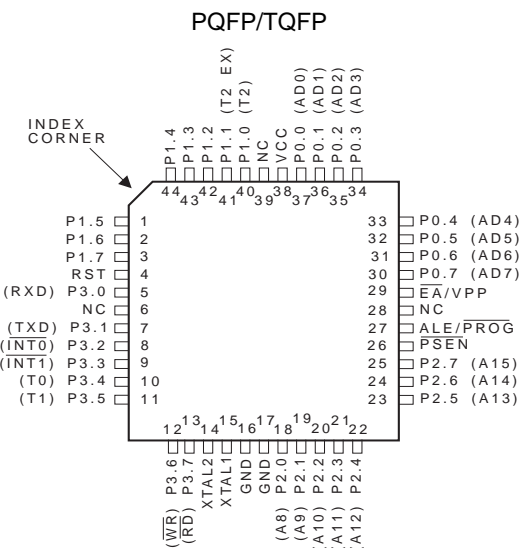 PQFP/TQFP
INDEX
CORNER
P1.4
P1.3
P1.2
P1.1 (T2 EX)
P1.0 (T2)
NC
VCC
P0.0 (AD0)
P0.1 (AD1)
P0.2 (AD2)
P0.3 (AD3)
44
43
42
41
40
39
38
37
36
35
34
P1.5 1
P1.6 2
P1.7 3
RST 4
(RXD) P3.0 5
NC 6
(TXD) P3.1 7
(INT0) P3.2 8
(INT1) P3.3 9
(T0) P3.4 10
(T1) P3.5 11
33 P0.4 (AD4)
32 P0.5 (AD5)
31 P0.6 (AD6)
30 P0.7 (AD7)
29 EA/VPP
28 NC
27 ALE/PROG
26 PSEN
25 P2.7 (A15)
24 P2.6 (A14)
23 P2.5 (A13)
12
13
14
15
16
17
18
19
20
21
22
(WR) P3.6
(RD) P3.7
XTAL2
XTAL1
GND
GND
(A8) P2.0
(A9) P2.1
(A10) P2.2
(A11) P2.3
(A12) P2.4